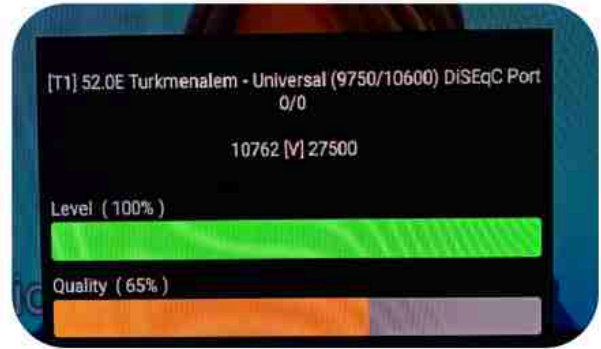 [T1] 52.0E Turkmenalem - Universal (9750/10600) DiSEqC Port
0/0
10762 [V] 27500
Level ( 100% )
Quality ( 65% )